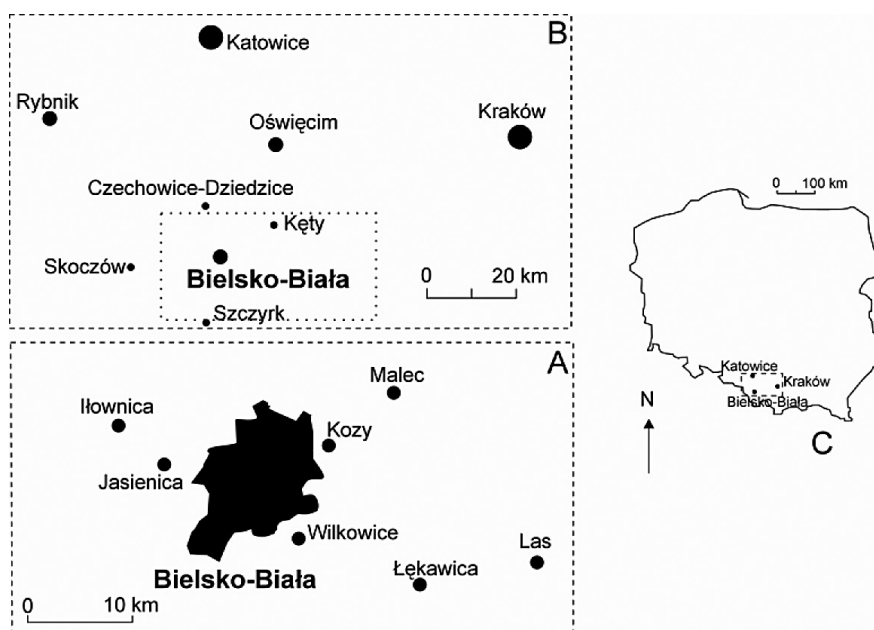 B
Katowice
Rybnik
Oświęcim
Kraków
Czechowice-Dziedzice
Kęty
Skoczów
Bielsko-Biała
0 20 km
Szczyrk
A
Malec
Iłownica
Kozy
Jasienica
Wilkowice
Las
Bielsko-Biała
Łękawica
0 10 km
0 100 km
Katowice
Kraków
Bielsko-Biała
N
C